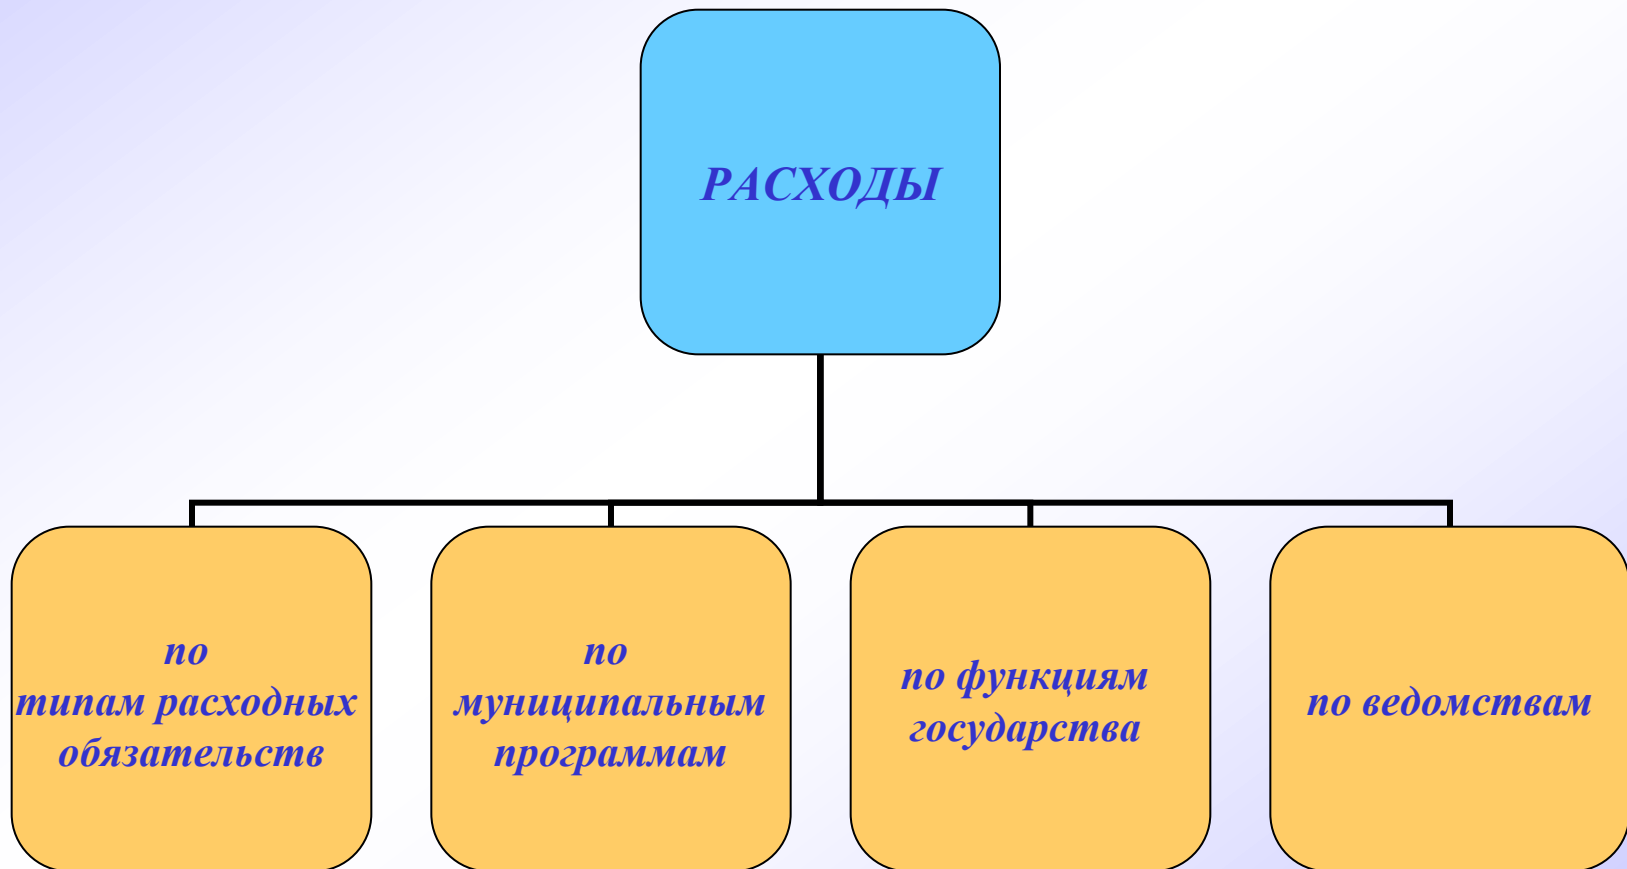 РАСХОДЫ
по
типам расходных
обязательств
по
муниципальным
программам
по функциям
государства
по ведомствам